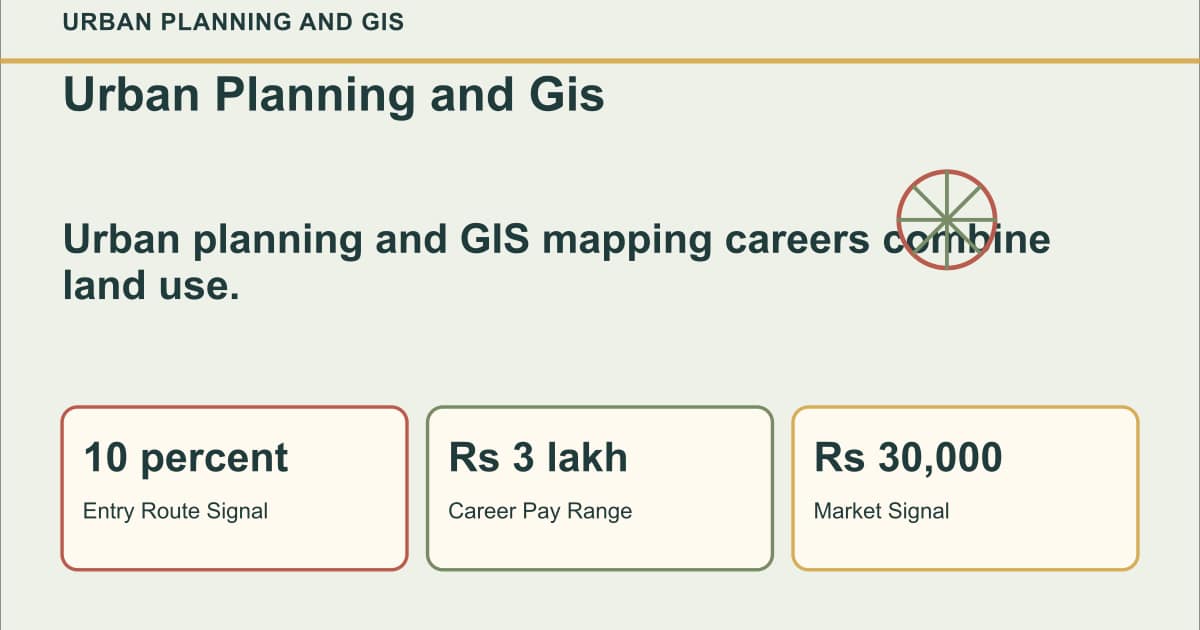 URBAN PLANNING AND GIS
Urban Planning and Gis
Urban planning and GIS mapping careers combine
land use.
10 percent
Entry Route Signal
Rs 3 lakh
Career Pay Range
Rs 30,000
Market Signal